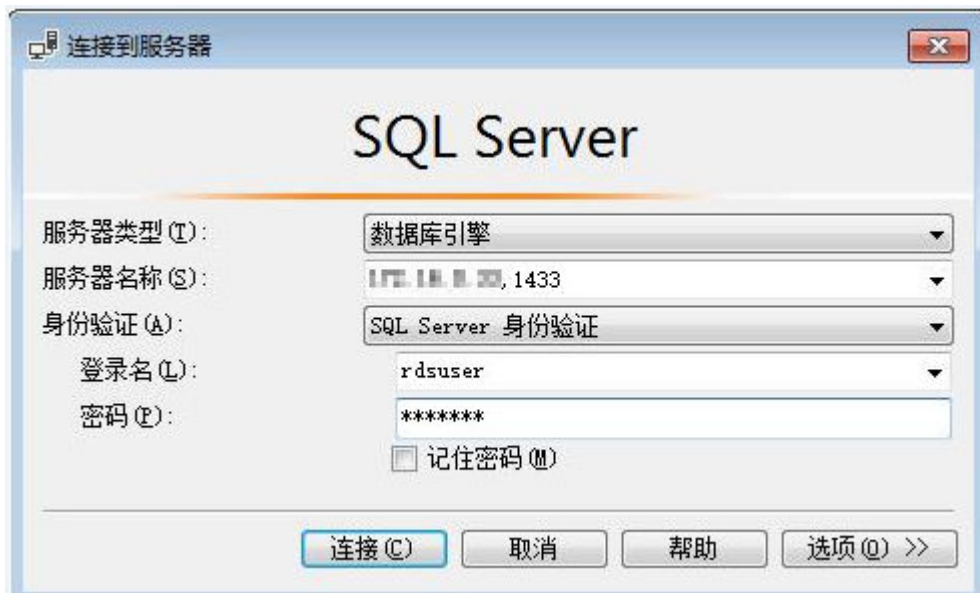 连接到服务器
SQL Server
服务器类型(T): 数据库引擎
服务器名称(S): ,1433
身份验证(A): SQL Server 身份验证
登录名(L): rdsuser
密码(P): *******
记住密码(M)
连接(C) 取消 帮助 选项(O) >>